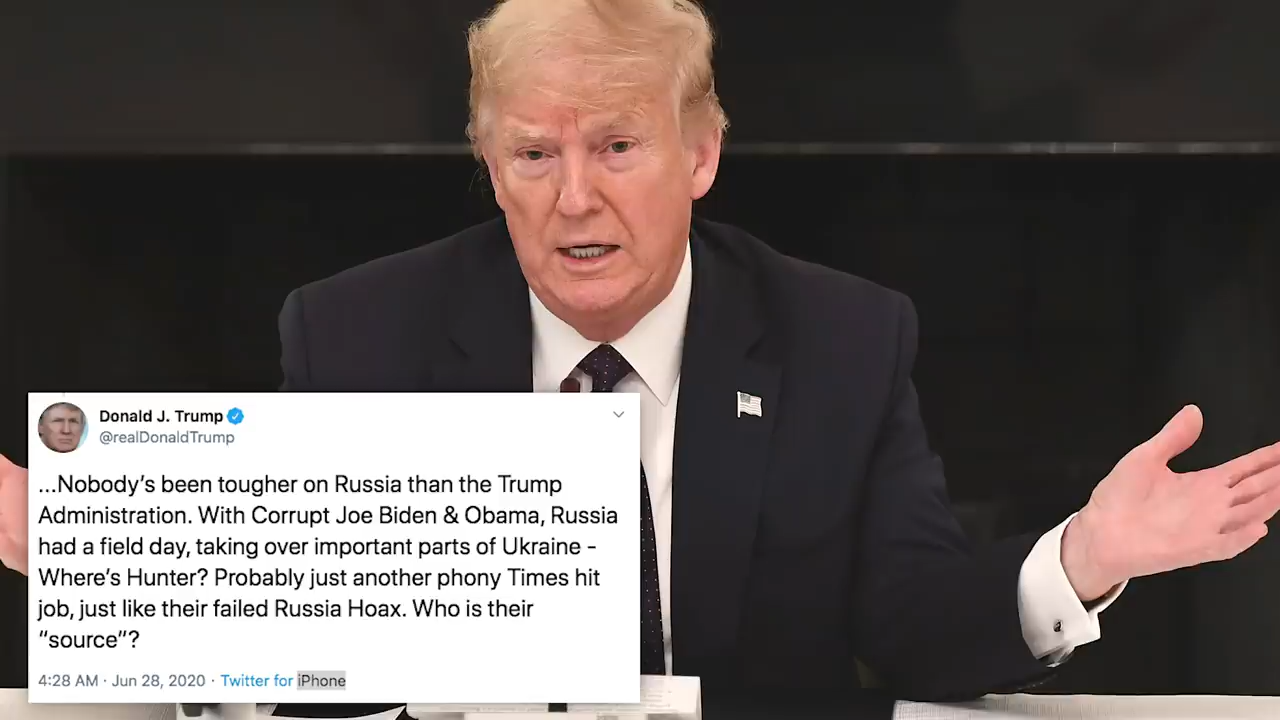 Donald J. Trump
@realDonaldTrump
...Nobody's been tougher on Russia than the Trump
Administration. With Corrupt Joe Biden & Obama, Russia
had a field day, taking over important parts of Ukraine -
Where's Hunter? Probably just another phony Times hit
job, just like their failed Russia Hoax. Who is their
"source"?
4:28 AM · Jun 28, 2020 · Twitter for iPhone